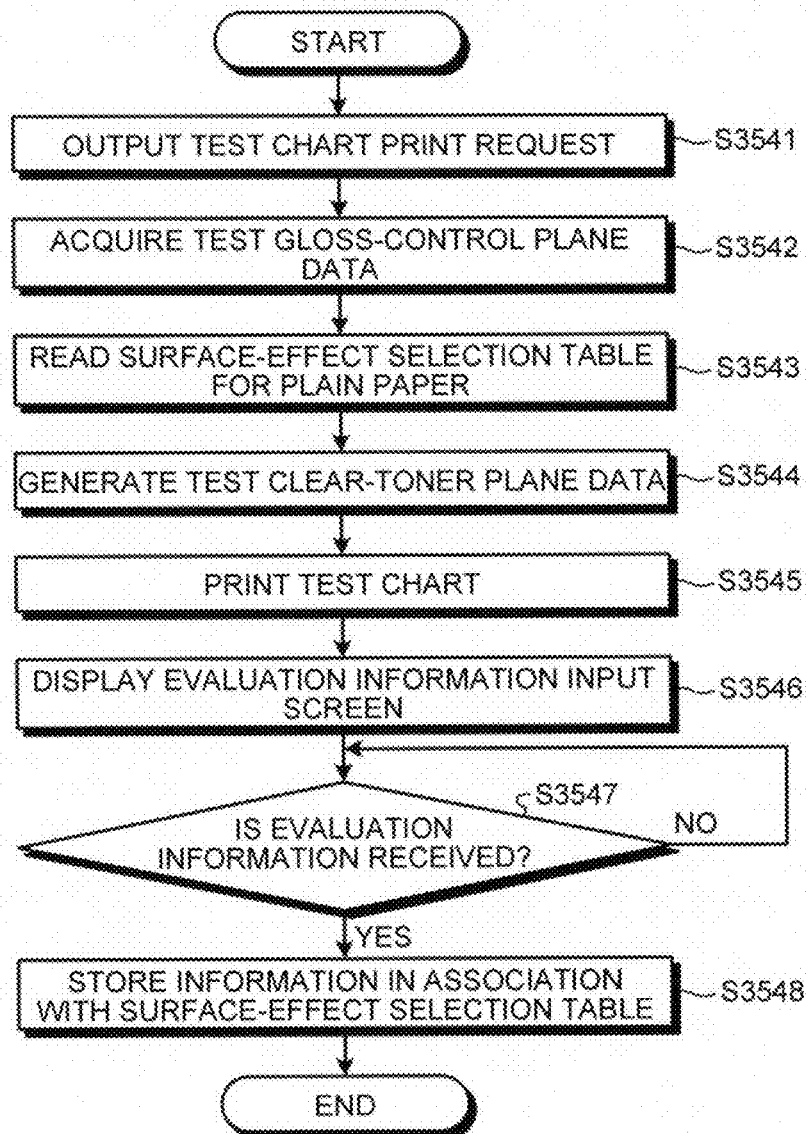 START
OUTPUT TEST CHART PRINT REQUEST
S3541
ACQUIRE TEST GLOSS-CONTROL PLANE
DATA
S3542
READ SURFACE-EFFECT SELECTION TABLE
FOR PLAIN PAPER
S3543
GENERATE TEST CLEAR-TONER PLANE DATA
S3544
PRINT TEST CHART
S3545
DISPLAY EVALUATION INFORMATION INPUT
SCREEN
S3546
S3547
IS EVALUATION
INFORMATION RECEIVED?
NO
YES
STORE INFORMATION IN ASSOCIATION
WITH SURFACE-EFFECT SELECTION TABLE
S3548
END